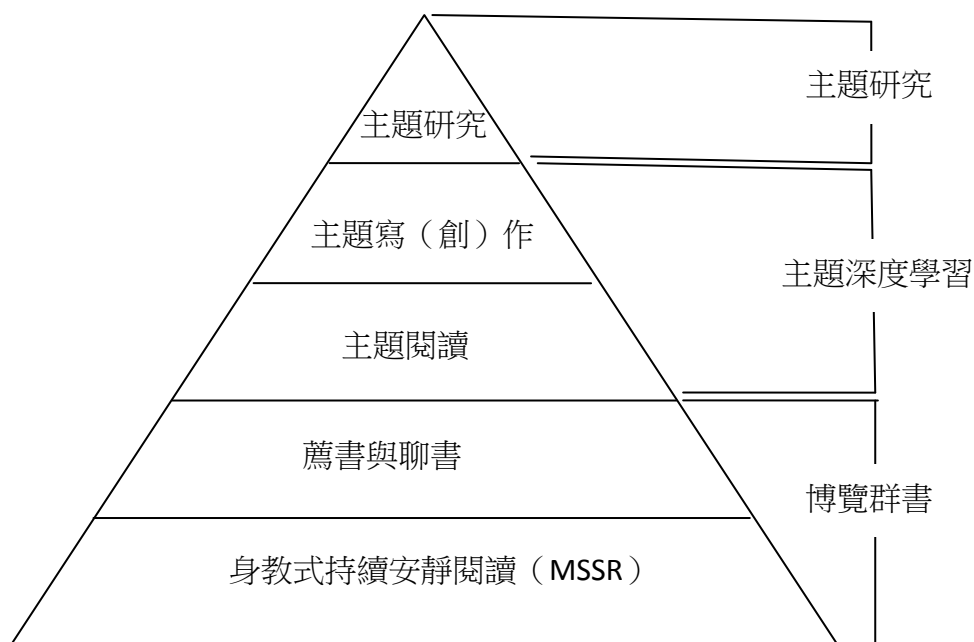 主題研究
主題研究
主題寫（創）作
主題深度學習
主題閱讀
薦書與聊書
博覽群書
身教式持續安靜閱讀（MSSR）